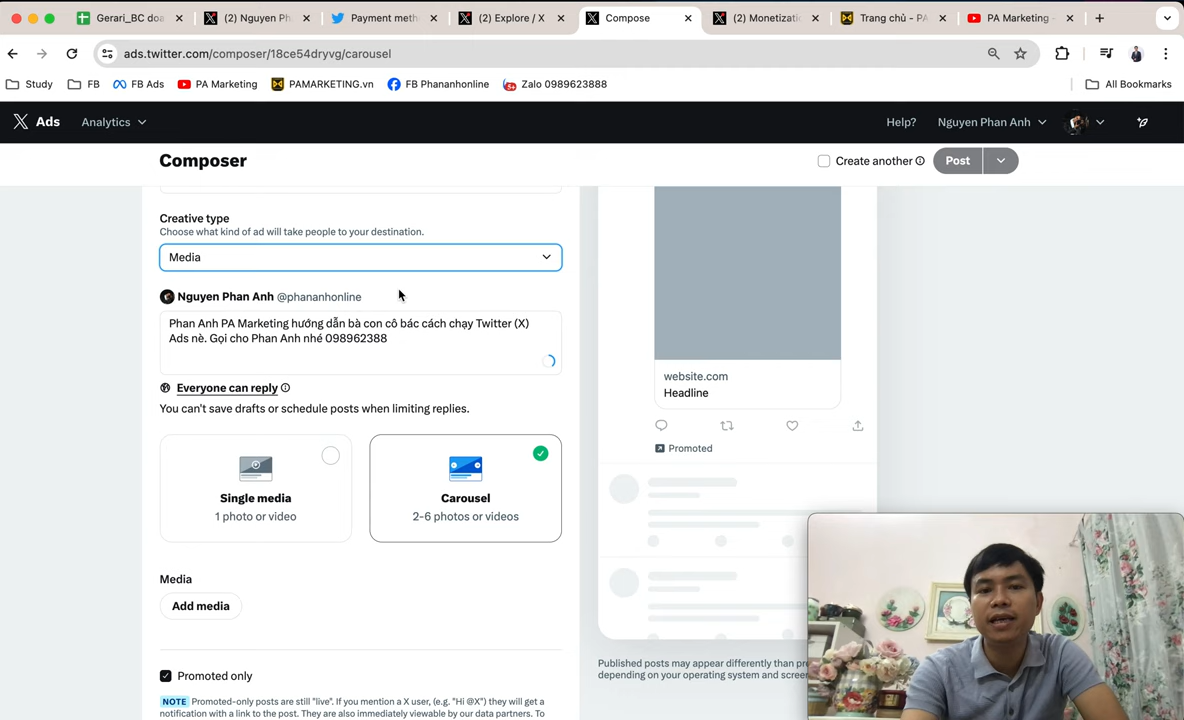 Gerari_BC doa
(2) Nguyen Ph
Payment meth
(2) Explore / X
Compose
(2) Monetizatio
Trang chủ - PA
PA Marketing -
ads.twitter.com/composer/18ce54dryvg/carousel
Study
FB
FB Ads
PA Marketing
PAMARKETING.vn
FB Phananhonline
Zalo 0989623888
All Bookmarks
X Ads
Analytics
Help?
Nguyen Phan Anh
Composer
Create another
Post
Creative type
Choose what kind of ad will take people to your destination.
Media
Nguyen Phan Anh @phananhonline
Phan Anh PA Marketing hướng dẫn bà con cô bác cách chạy Twitter (X)
Ads nè. Gọi cho Phan Anh nhé 098962388
Everyone can reply
You can't save drafts or schedule posts when limiting replies.
Single media
1 photo or video
Carousel
2-6 photos or videos
Media
Add media
Promoted only
NOTE Promoted-only posts are still "live". If you mention a X user, (e.g. "Hi @X") they will get a
notification with a link to the post. They are also immediately viewable by our data partners. To
website.com
Headline
Promoted
Published posts may appear differently than pre
depending on your operating system and screen